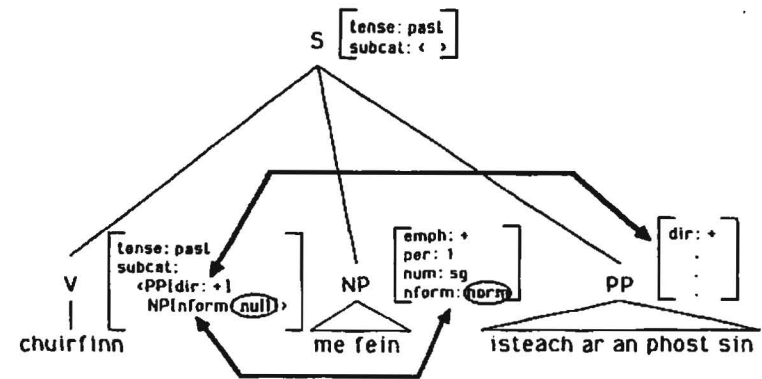 S
tense: past
subcat: < >
V
tense: past
subcat:
<PP[dir: +]
NP[nform null]>
NP
emph: +
per: 1
num: sg
nform: norm
PP
dir: +
.
.
.
chuirfinn
me fein
isteach ar an phost sin